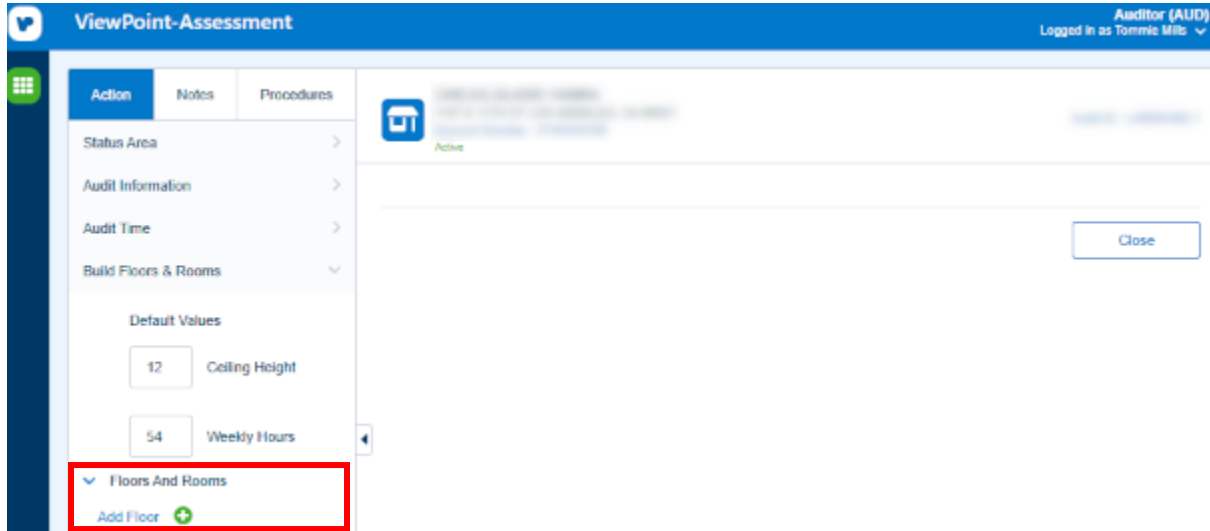 ViewPoint-Assessment
Auditor (AUD)
Logged in as Tommie Mills
Action Notes Procedures
Status Area
Active
Audit Information
Audit Time
Close
Build Floors & Rooms
Default Values
12 Ceiling Height
54 Weekly Hours
Floors And Rooms
Add Floor